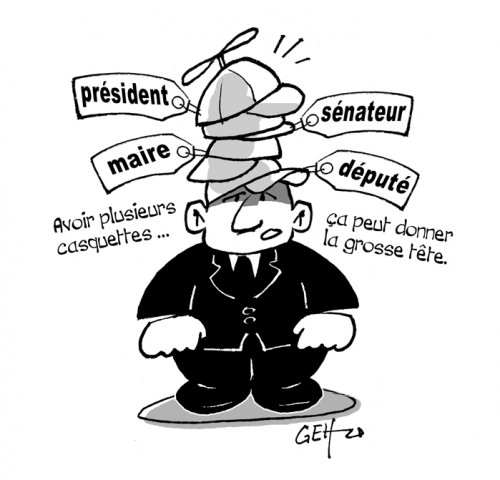 président
sénateur
maire
député
Avoir plusieurs
casquettes ...
ça peut donner
la grosse tête.
GEH